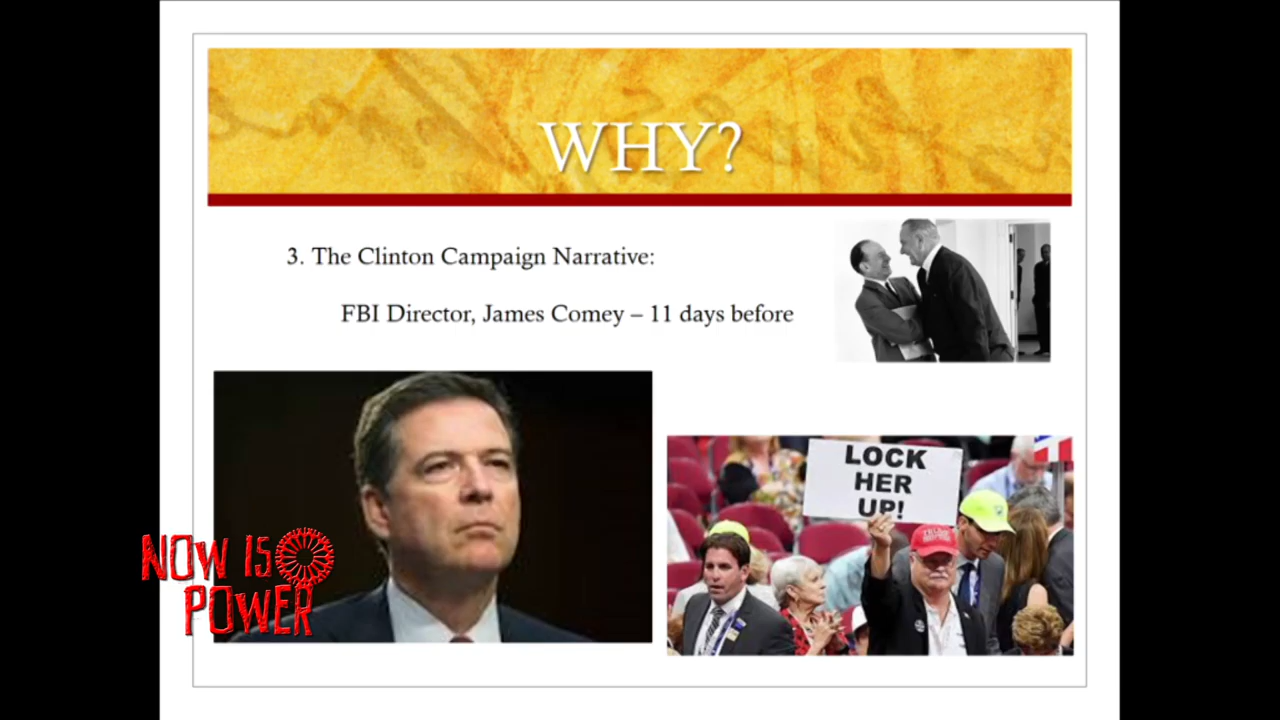 WHY?
3. The Clinton Campaign Narrative:
FBI Director, James Comey – 11 days before
LOCK
HER
UP!
NOW IS
POWER